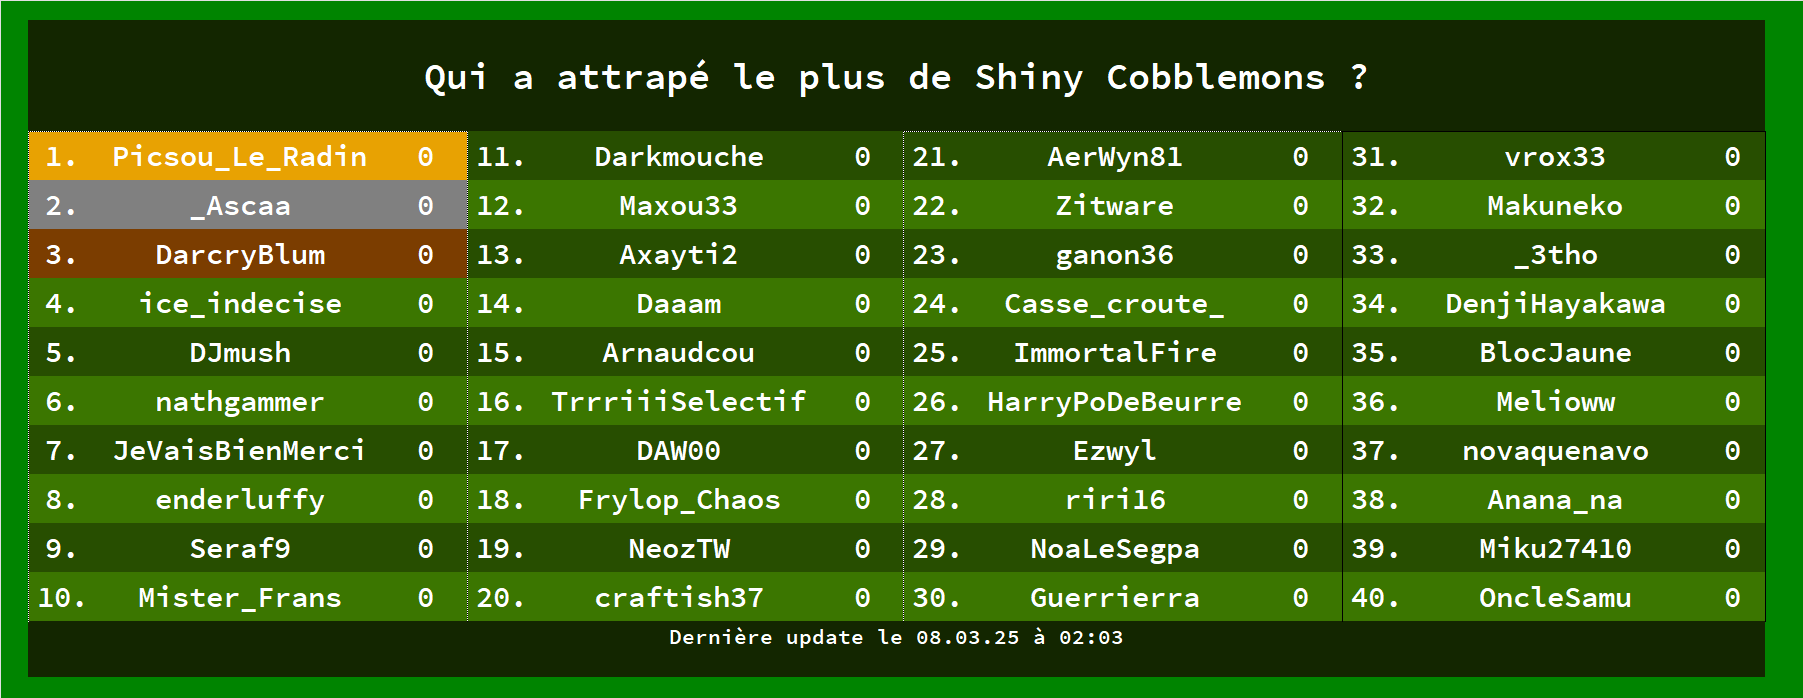 Qui a attrapé le plus de Shiny Cobblemons ?
1. Picsou_Le_Radin 0
2. _Ascaa 0
3. DarcryBlum 0
4. ice_indecise 0
5. DJmush 0
6. nathgammer 0
7. JeVaisBienMerci 0
8. enderluffy 0
9. Seraf9 0
10. Mister_Frans 0
11. Darkmouche 0
12. Maxou33 0
13. Axayti2 0
14. Daaam 0
15. Arnaudcou 0
16. TrrriiiSelectif 0
17. DAW00 0
18. Frylop_Chaos 0
19. NeozTW 0
20. craftish37 0
21. AerWyn81 0
22. Zitware 0
23. ganon36 0
24. Casse_croute_ 0
25. ImmortalFire 0
26. HarryPoDeBeurre 0
27. Ezwyl 0
28. riri16 0
29. NoaLeSegpa 0
30. Guerrierra 0
31. vrox33 0
32. Makuneko 0
33. _3tho 0
34. DenjiHayakawa 0
35. BlocJaune 0
36. Melioww 0
37. novaquenavo 0
38. Anana_na 0
39. Miku27410 0
40. OncleSamu 0
Dernière update le 08.03.25 à 02:03